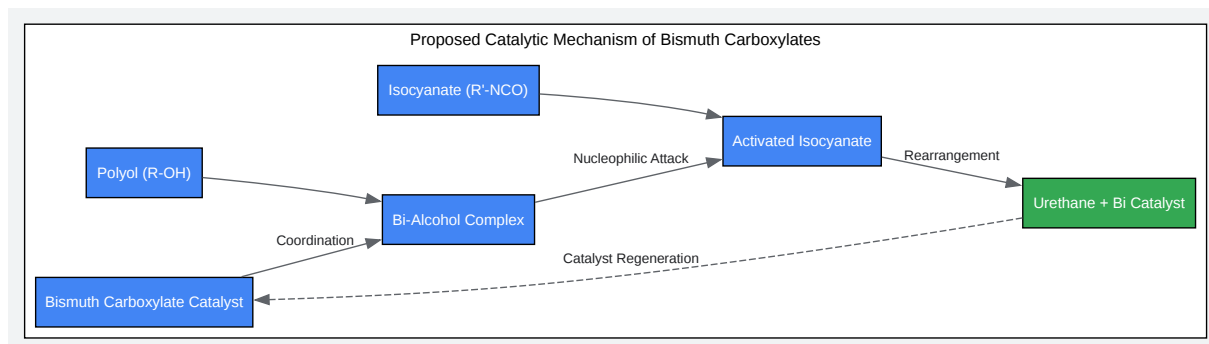 Proposed Catalytic Mechanism of Bismuth Carboxylates
Isocyanate (R'-NCO)
Activated Isocyanate
Nucleophilic Attack
Rearrangement
Polyol (R-OH)
Urethane + Bi Catalyst
Bi-Alcohol Complex
Coordination
Catalyst Regeneration
Bismuth Carboxylate Catalyst